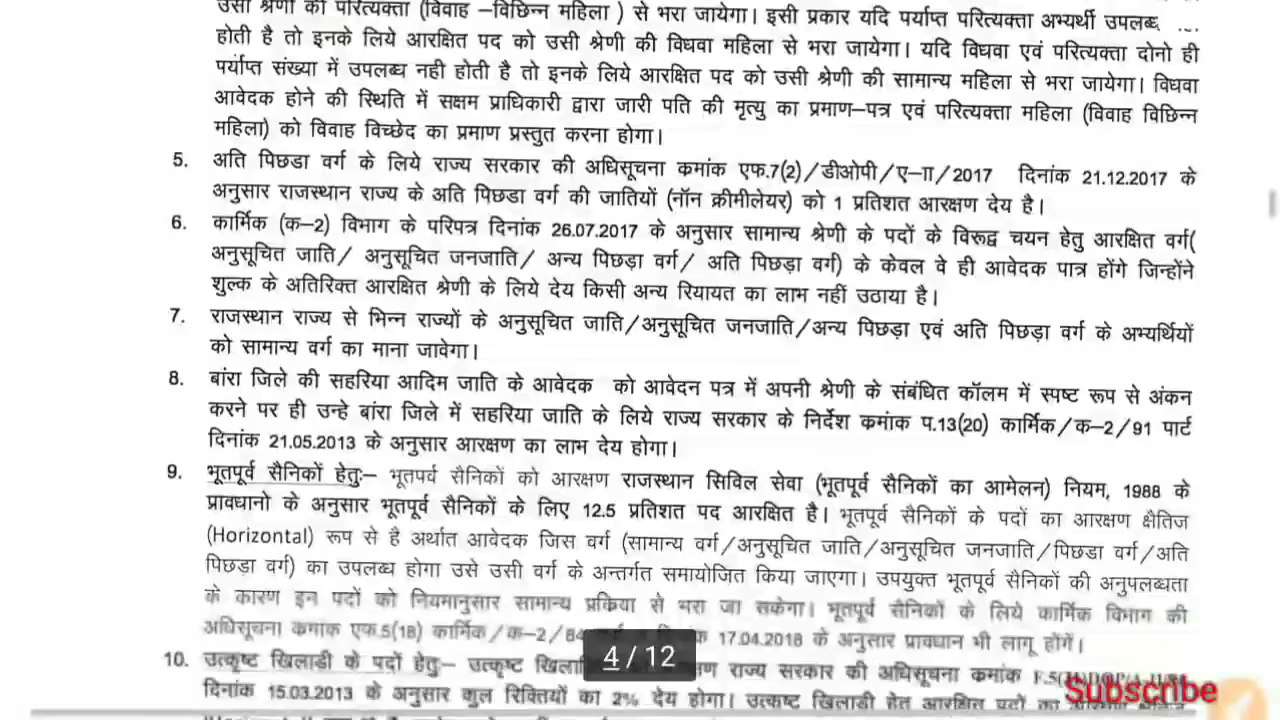 उसी श्रेणी की परित्यक्ता (विवाह –विछिन्न महिला ) से भरा जायेगा। इसी प्रकार यदि पर्याप्त परित्यक्ता अभ्यर्थी
होती है तो इनके लिये आरक्षित पद को उसी श्रेणी की विधवा महिला से भरा जायेगा। यदि विधवा एवं परित्यक्ता दोनो ही
पर्याप्त संख्या में उपलब्ध नही होती है तो इनके लिये आरक्षित पद को उसी श्रेणी की सामान्य महिला से भरा जायेगा। विधवा
आवेदक होने की स्थिति में सक्षम प्राधिकारी द्वारा जारी पति की मृत्यु का प्रमाण–पत्र एवं परित्यक्ता महिला (विवाह विछिन्न
महिला) को विवाह विच्छेद का प्रमाण प्रस्तुत करना होगा।
5. अति पिछडा वर्ग के लिये राज्य सरकार की अधिसूचना कमांक एफ.7(2)/डीओपी/ए–II/2017 दिनांक 21.12.2017 के
अनुसार राजस्थान राज्य के अति पिछडा वर्ग की जातियों (नॉन क्रीमीलेयर) को 1 प्रतिशत आरक्षण देय है।
6. कार्मिक (क–2) विभाग के परिपत्र दिनांक 26.07.2017 के अनुसार सामान्य श्रेणी के पदों के विरूद्व चयन हेतु आरक्षित वर्ग(
अनुसूचित जाति/ अनुसूचित जनजाति/ अन्य पिछड़ा वर्ग/ अति पिछड़ा वर्ग) के केवल वे ही आवेदक पात्र होंगे जिन्होंने
शुल्क के अतिरिक्त आरक्षित श्रेणी के लिये देय किसी अन्य रियायत का लाभ नहीं उठाया है।
7. राजस्थान राज्य से भिन्न राज्यों के अनुसूचित जाति/अनुसूचित जनजाति/अन्य पिछड़ा एवं अति पिछड़ा वर्ग के अभ्यर्थियों
को सामान्य वर्ग का माना जावेगा।
8. बांरा जिले की सहरिया आदिम जाति के आवेदक को आवेदन पत्र में अपनी श्रेणी के संबंधित कॉलम में स्पष्ट रूप से अंकन
करने पर ही उन्हे बांरा जिले में सहरिया जाति के लिये राज्य सरकार के निर्देश कमांक प.13(20) कार्मिक/क–2/91 पार्ट
दिनांक 21.05.2013 के अनुसार आरक्षण का लाभ देय होगा।
9. भूतपूर्व सैनिकों हेतुः– भूतपर्व सैनिकों को आरक्षण राजस्थान सिविल सेवा (भूतपूर्व सैनिकों का आमेलन) नियम, 1988 के
प्रावधानो के अनुसार भूतपूर्व सैनिकों के लिए 12.5 प्रतिशत पद आरक्षित है। भूतपूर्व सैनिकों के पदों का आरक्षण क्षैतिज
(Horizontal) रूप से है अर्थात आवेदक जिस वर्ग (सामान्य वर्ग/अनुसूचित जाति/अनुसूचित जनजाति/पिछडा वर्ग/अति
पिछड़ा वर्ग) का उपलब्ध होगा उसे उसी वर्ग के अन्तर्गत समायोजित किया जाएगा। उपयुक्त भूतपूर्व सैनिकों की अनुपलब्धता
के कारण इन पदों को नियमानुसार सामान्य प्रकिया से भरा जा सकेगा। भूतपूर्व सैनिकों के लिये कार्मिक विभाग की
अधिसूचना कमांक एफ.5(18) कार्मिक/क–2/84 17.04.2018 के अनुसार प्रावधान भी लागू होंगें।
4 / 12
10. उत्कृष्ट खिलाडी के पदों हेतु– उत्कृष्ट राज्य सरकार की अधिसूचना कमांक
दिनांक 15.03.2013 के अनुसार कुल रिक्तियों का 2% देय होगा। उत्कृष्ट खिलाडी हेतु आरक्षित पदों का
Subscribe